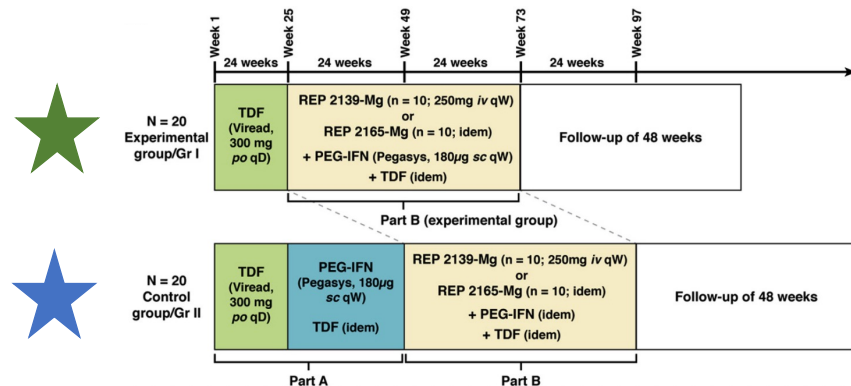 Week 1
Week 25
Week 49
Week 73
Week 97
24 weeks
24 weeks
24 weeks
24 weeks
N = 20
Experimental
group/Gr I
TDF
(Viread,
300 mg
po qD)
REP 2139-Mg (n = 10; 250mg iv qW)
or
REP 2165-Mg (n = 10; idem)
+ PEG-IFN (Pegasys, 180µg sc qW)
+ TDF (idem)
Follow-up of 48 weeks
Part B (experimental group)
N = 20
Control
group/Gr II
TDF
(Viread,
300 mg
po qD)
PEG-IFN
(Pegasys, 180µg
sc qW)
TDF (idem)
REP 2139-Mg (n = 10; 250mg iv qW)
or
REP 2165-Mg (n = 10; idem)
+ PEG-IFN (idem)
+ TDF (idem)
Follow-up of 48 weeks
Part A
Part B